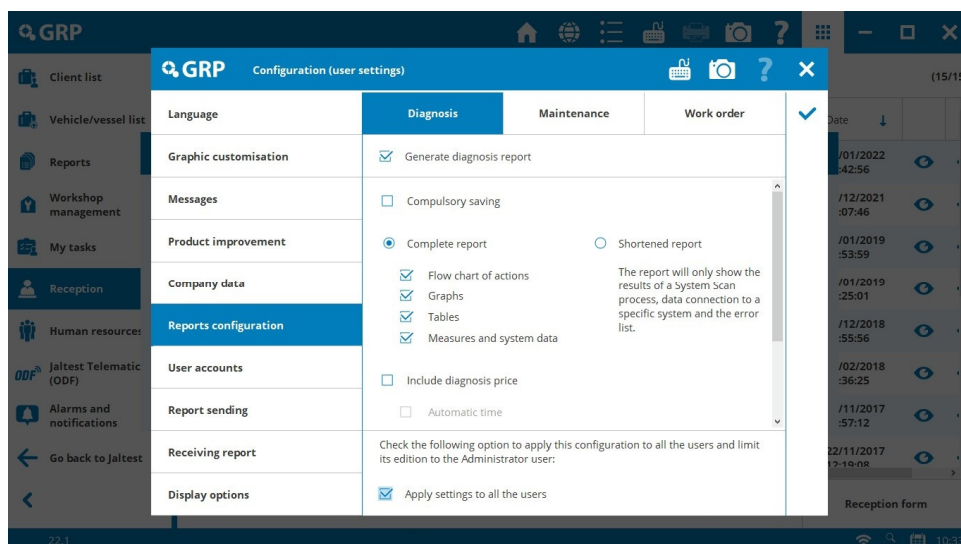 GRP
GRP
Configuration (user settings)
(15/15
Client list
Vehicle/vessel list
Reports
Workshop
management
My tasks
Reception
Human resources
Jaltest Telematic
(ODF)
Alarms and
notifications
Go back to Jaltest
22.1
Language
Graphic customisation
Messages
Product improvement
Company data
Reports configuration
User accounts
Report sending
Receiving report
Display options
Diagnosis
Maintenance
Work order
Generate diagnosis report
Compulsory saving
Complete report
Flow chart of actions
Graphs
Tables
Measures and system data
Shortened report
The report will only show the
results of a System Scan
process, data connection to a
specific system and the error
list.
Include diagnosis price
Automatic time
Check the following option to apply this configuration to all the users and limit
its edition to the Administrator user:
Apply settings to all the users
Date
/01/2022
:42:56
/12/2021
:07:46
/01/2019
:53:59
/01/2019
:25:01
/12/2018
:55:56
/02/2018
:36:25
/11/2017
:57:12
22/11/2017
12:19:08
Reception form